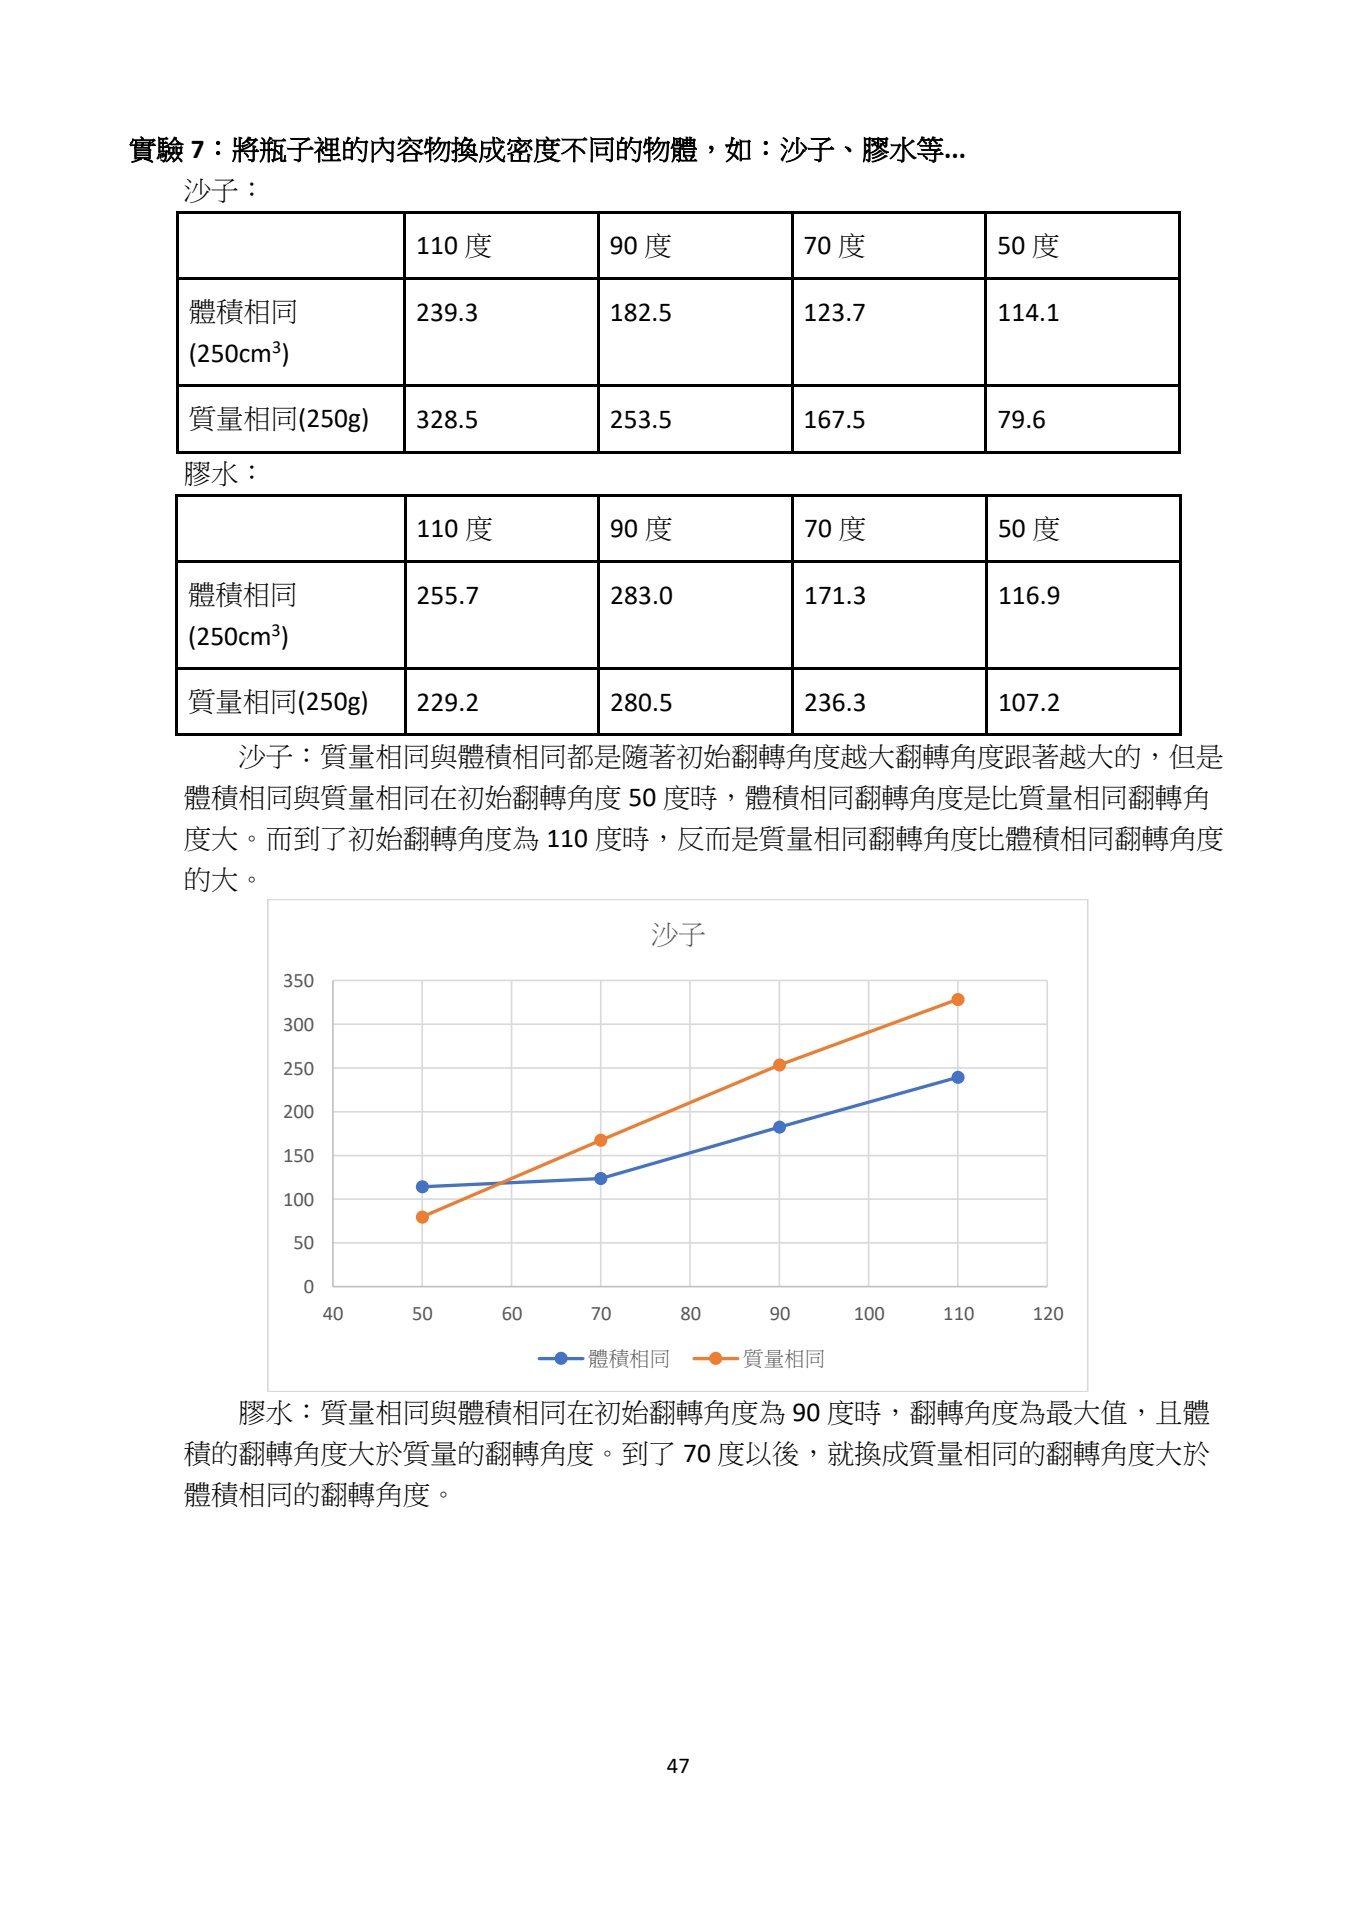 實驗 7：將瓶子裡的內容物換成密度不同的物體，如：沙子、膠水等...
沙子：
110 度 90 度 70 度 50 度
體積相同 239.3 182.5 123.7 114.1
(250cm³)
質量相同(250g) 328.5 253.5 167.5 79.6
膠水：
110 度 90 度 70 度 50 度
體積相同 255.7 283.0 171.3 116.9
(250cm³)
質量相同(250g) 229.2 280.5 236.3 107.2
沙子：質量相同與體積相同都是隨著初始翻轉角度越大翻轉角度跟著越大的，但是
體積相同與質量相同在初始翻轉角度 50 度時，體積相同翻轉角度是比質量相同翻轉角
度大。而到了初始翻轉角度為 110 度時，反而是質量相同翻轉角度比體積相同翻轉角度
的大。
沙子
350
300
250
200
150
100
50
0
40 50 60 70 80 90 100 110 120
體積相同 質量相同
膠水：質量相同與體積相同在初始翻轉角度為 90 度時，翻轉角度為最大值，且體
積的翻轉角度大於質量的翻轉角度。到了 70 度以後，就換成質量相同的翻轉角度大於
體積相同的翻轉角度。
47